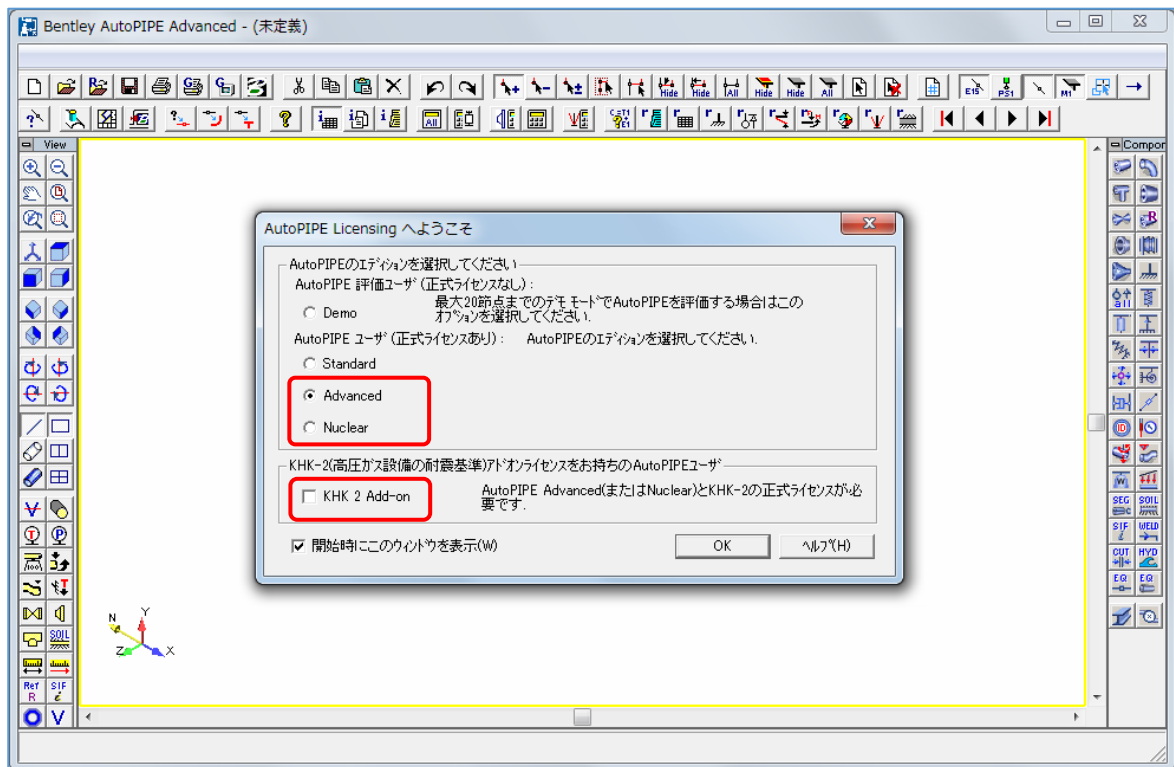 Bentley AutoPIPE Advanced - (未定義)
View
Compor
AutoPIPE Licensing へようこそ
AutoPIPEのｴﾃﾞｨｼｮﾝを選択してください
AutoPIPE 評価ユーザ (正式ライセンスなし) :
Demo
最大20節点までのﾃﾞﾓ ﾓｰﾄﾞでAutoPIPEを評価する場合はこの
ｵﾌﾟｼｮﾝを選択してください.
AutoPIPE ユーザ (正式ﾗｲｾﾝｽあり) : AutoPIPEのｴﾃﾞｨｼｮﾝを選択してください.
Standard
Advanced
Nuclear
KHK-2(高圧ｶﾞｽ設備の耐震基準)ｱﾄﾞｵﾝﾗｲｾﾝｽをお持ちのAutoPIPEﾕｰｻﾞ
KHK 2 Add-on
AutoPIPE Advanced(またはNuclear)とKHK-2の正式ﾗｲｾﾝｽが必
要です.
開始時にこのｳｨﾝﾄﾞｳを表示(W)
OK
ﾍﾙﾌﾟ(H)
N
Y
Z
X
Hide
Hide
All
Hide
Hide
All
E15
PS1
M1
All
all
SEG
SOIL
SIF
WELD
CUT
HYD
EQ
EQ
SOIL
Ref
R
SIF
i